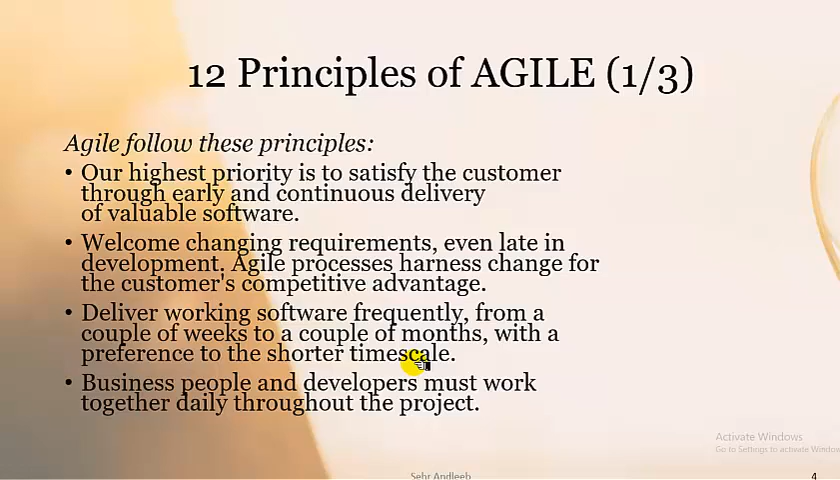 12 Principles of AGILE (1/3)
Agile follow these principles:
• Our highest priority is to satisfy the customer
through early and continuous delivery
of valuable software.
• Welcome changing requirements, even late in
development. Agile processes harness change for
the customer's competitive advantage.
• Deliver working software frequently, from a
couple of weeks to a couple of months, with a
preference to the shorter timescale.
• Business people and developers must work
together daily throughout the project.
Activate Windows
Go to Settings to activate Window
Sehr Andleeb
4